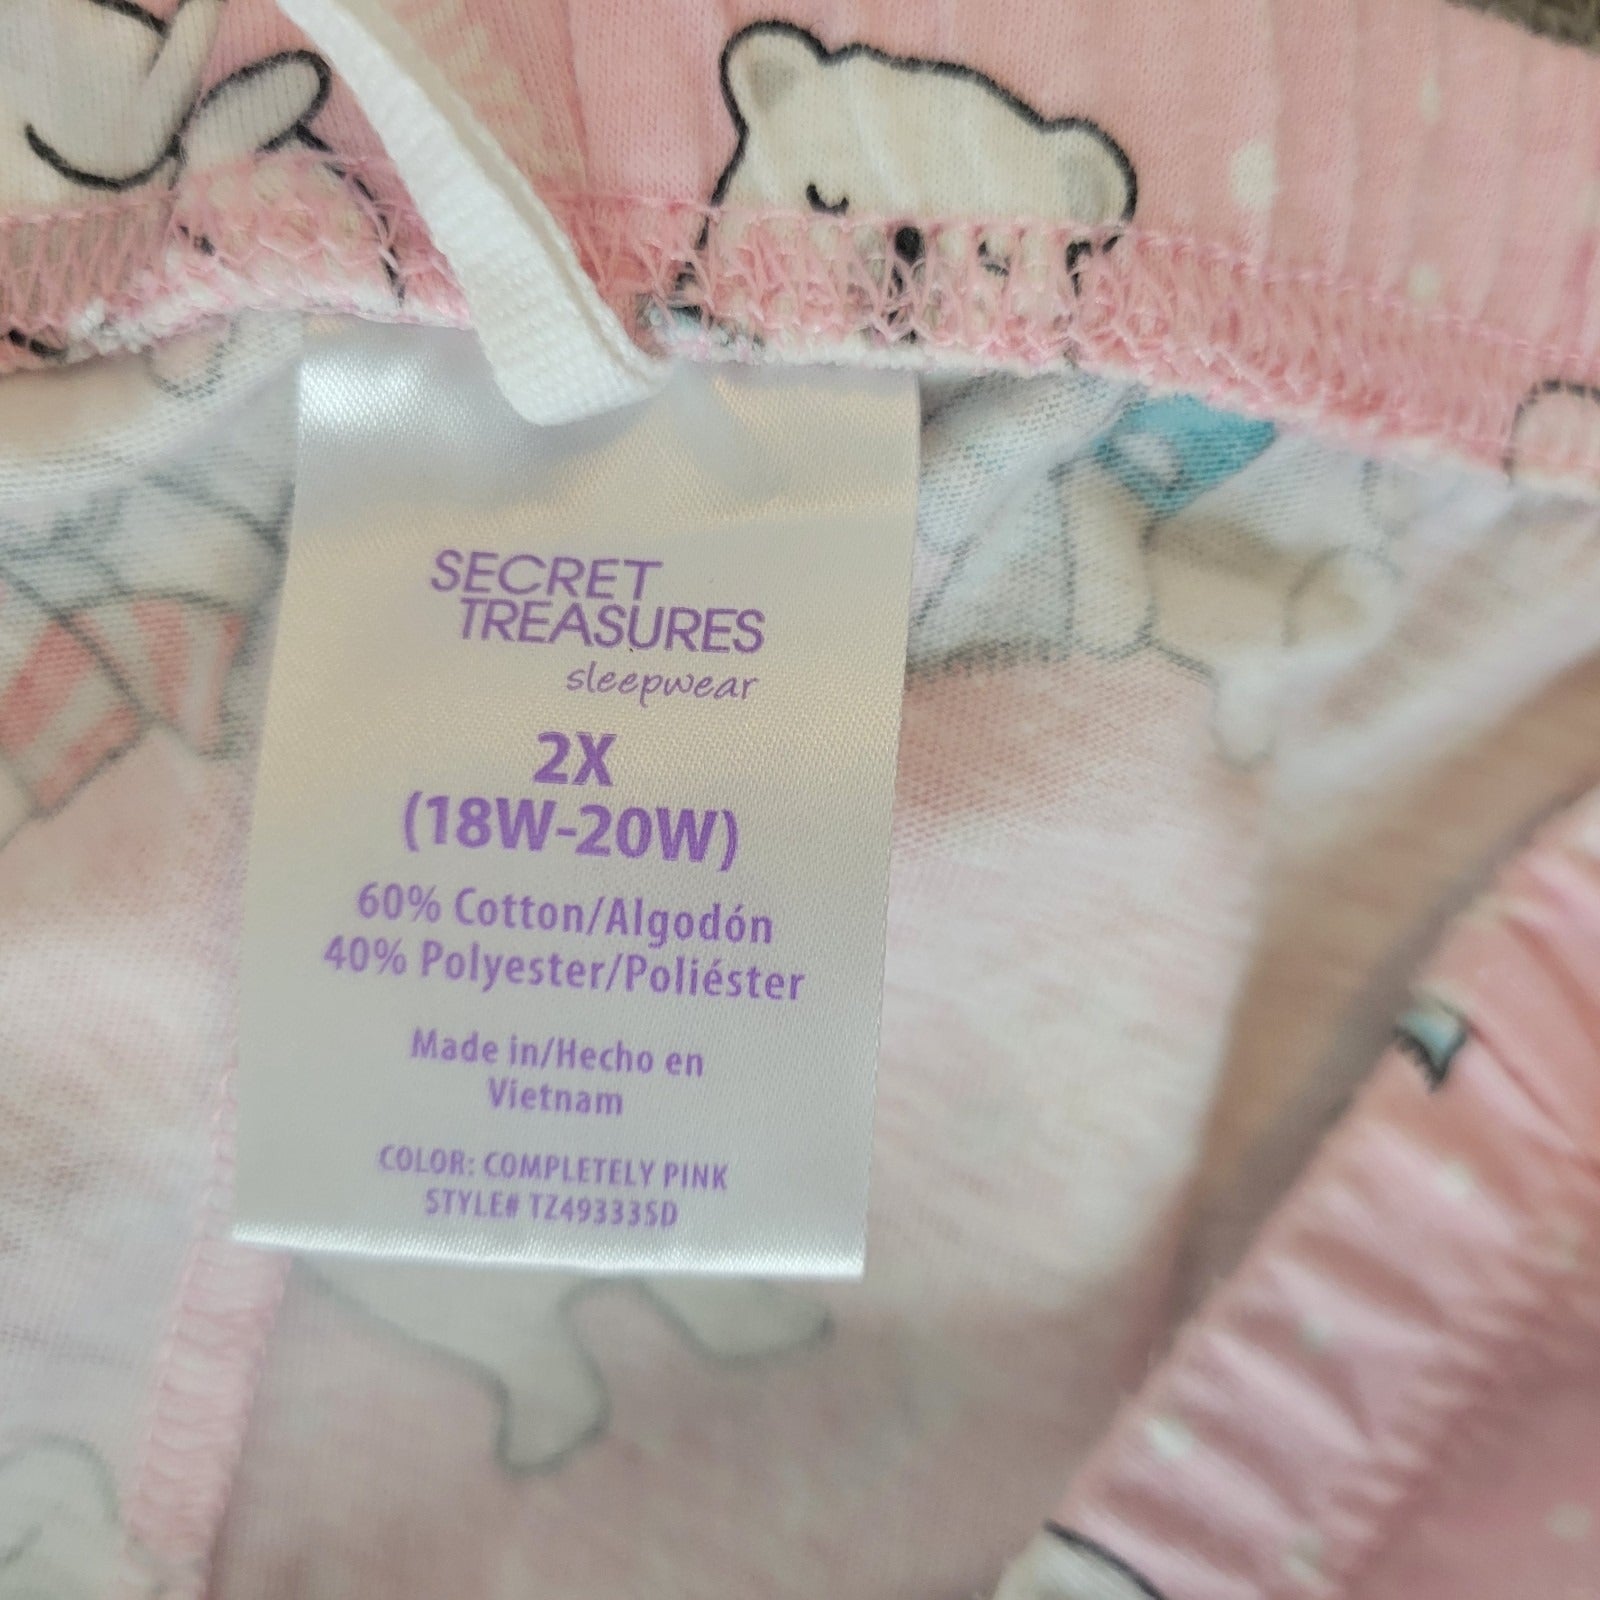 SECRET
TREASURES
sleepwear
2X
(18W-20W)
60% Cotton/Algodón
40% Polyester/Poliéster
Made in/Hecho en
Vietnam
COLOR: COMPLETELY PINK
STYLE# TZ49333SD